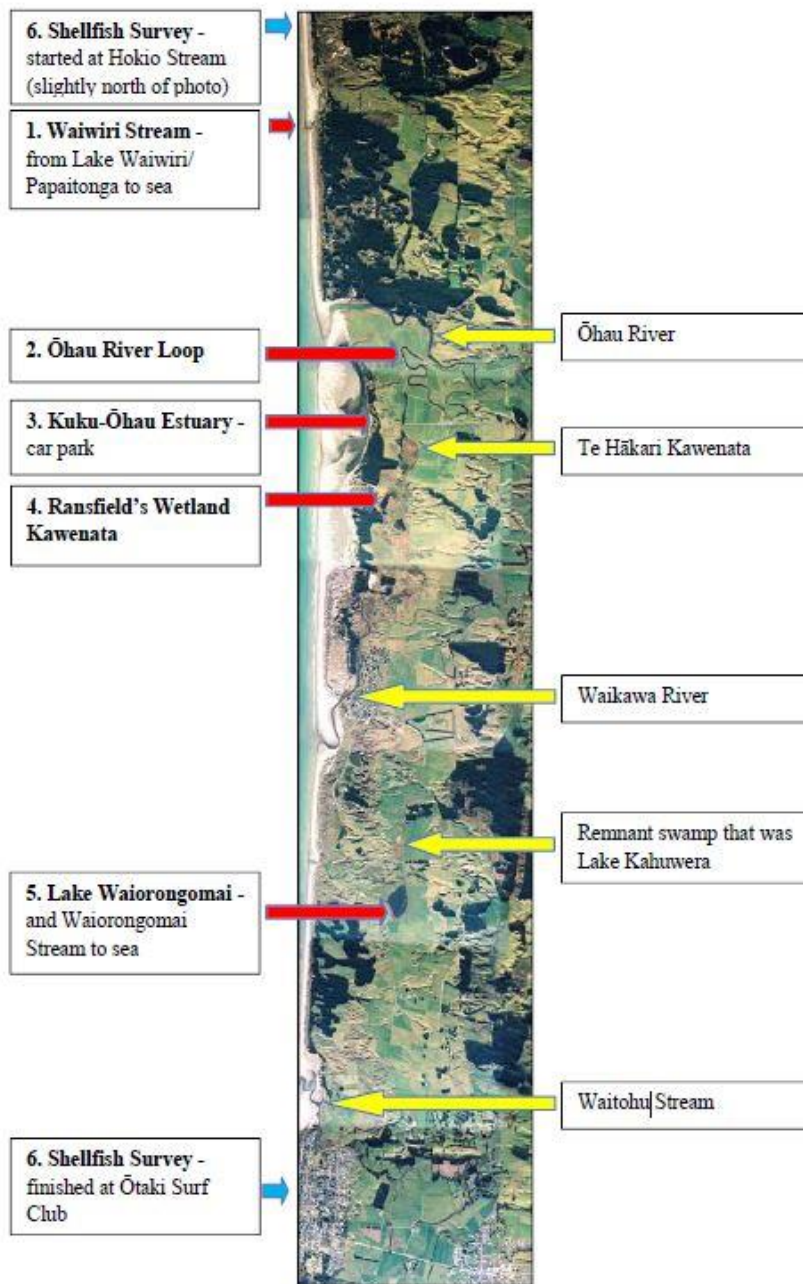 6. Shellfish Survey -
started at Hokio Stream
(slightly north of photo)
1. Waiwiri Stream -
from Lake Waiwiri/
Papaitonga to sea
2. Ōhau River Loop
3. Kuku-Ōhau Estuary -
car park
4. Ransfield's Wetland
Kawenata
5. Lake Waiorongomai -
and Waiorongomai
Stream to sea
6. Shellfish Survey -
finished at Ōtaki Surf
Club
Ōhau River
Te Hākari Kawenata
Waikawa River
Remnant swamp that was
Lake Kahuwera
Waitohu Stream